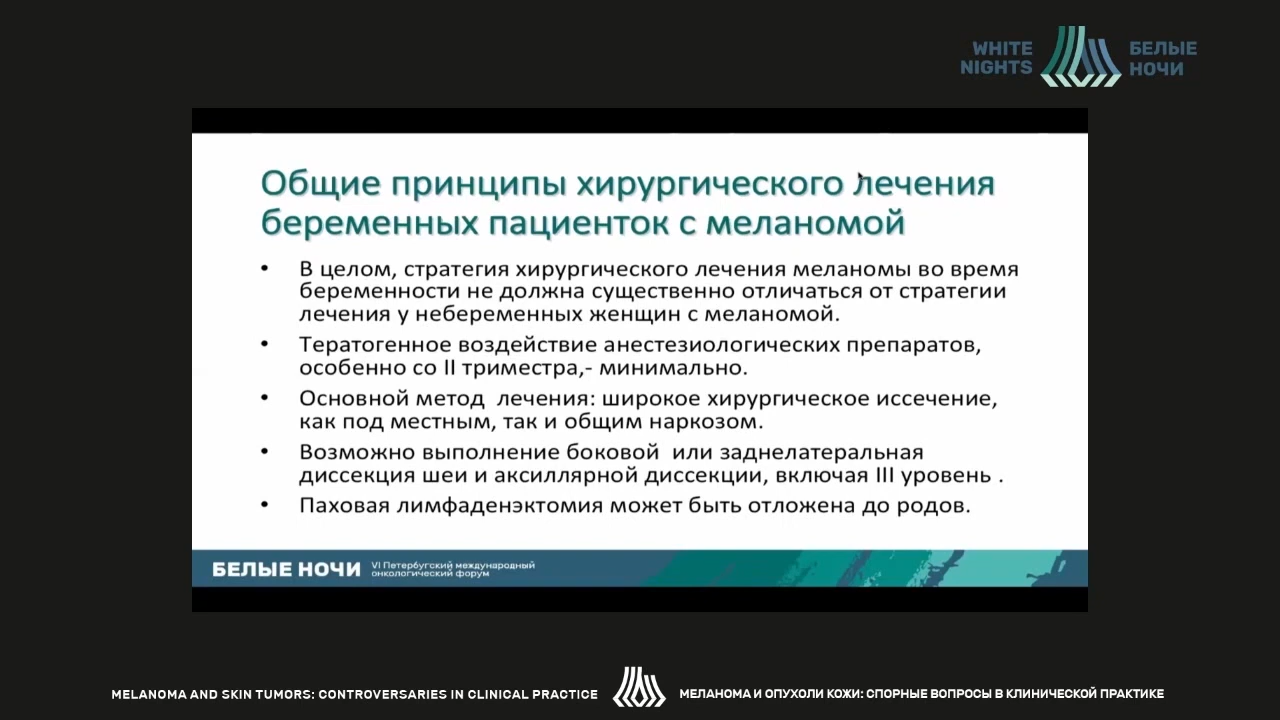 WHITE
NIGHTS
БЕЛЫЕ
НОЧИ
Общие принципы хирургического лечения
беременных пациенток с меланомой
• В целом, стратегия хирургического лечения меланомы во время
беременности не должна существенно отличаться от стратегии
лечения у небеременных женщин с меланомой.
• Тератогенное воздействие анестезиологических препаратов,
особенно со II триместра,- минимально.
• Основной метод  лечения: широкое хирургическое иссечение,
как под местным, так и общим наркозом.
• Возможно выполнение боковой  или заднелатеральная
диссекция шеи и аксиллярной диссекции, включая III уровень .
• Паховая лимфаденэктомия может быть отложена до родов.
БЕЛЫЕ НОЧИ
VI Петербургский международный
онкологический форум
MELANOMA AND SKIN TUMORS: CONTROVERSARIES IN CLINICAL PRACTICE
МЕЛАНОМА И ОПУХОЛИ КОЖИ: СПОРНЫЕ ВОПРОСЫ В КЛИНИЧЕСКОЙ ПРАКТИКЕ